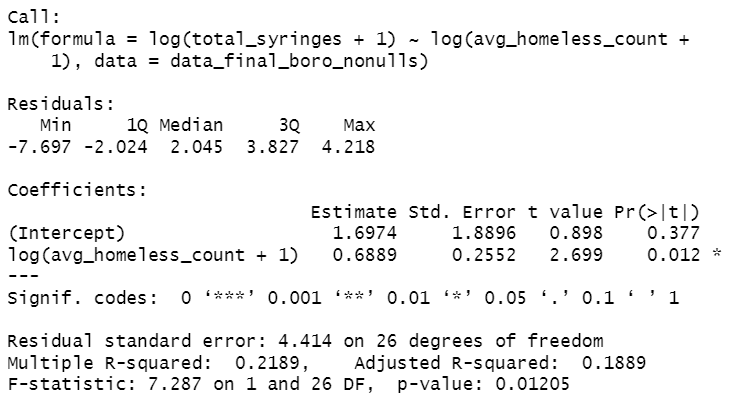 Call:
lm(formula = log(total_syringes + 1) ~ log(avg_homeless_count +
    1), data = data_final_boro_nonulls)

Residuals:
   Min     1Q Median     3Q    Max
-7.697 -2.024  2.045  3.827  4.218

Coefficients:
                            Estimate Std. Error t value Pr(>|t|)
(Intercept)                   1.6974     1.8896   0.898    0.377
log(avg_homeless_count + 1)   0.6889     0.2552   2.699    0.012 *
---
Signif. codes:  0 ‘***’ 0.001 ‘**’ 0.01 ‘*’ 0.05 ‘.’ 0.1 ‘ ’ 1

Residual standard error: 4.414 on 26 degrees of freedom
Multiple R-squared:  0.2189,	Adjusted R-squared:  0.1889
F-statistic: 7.287 on 1 and 26 DF,  p-value: 0.01205